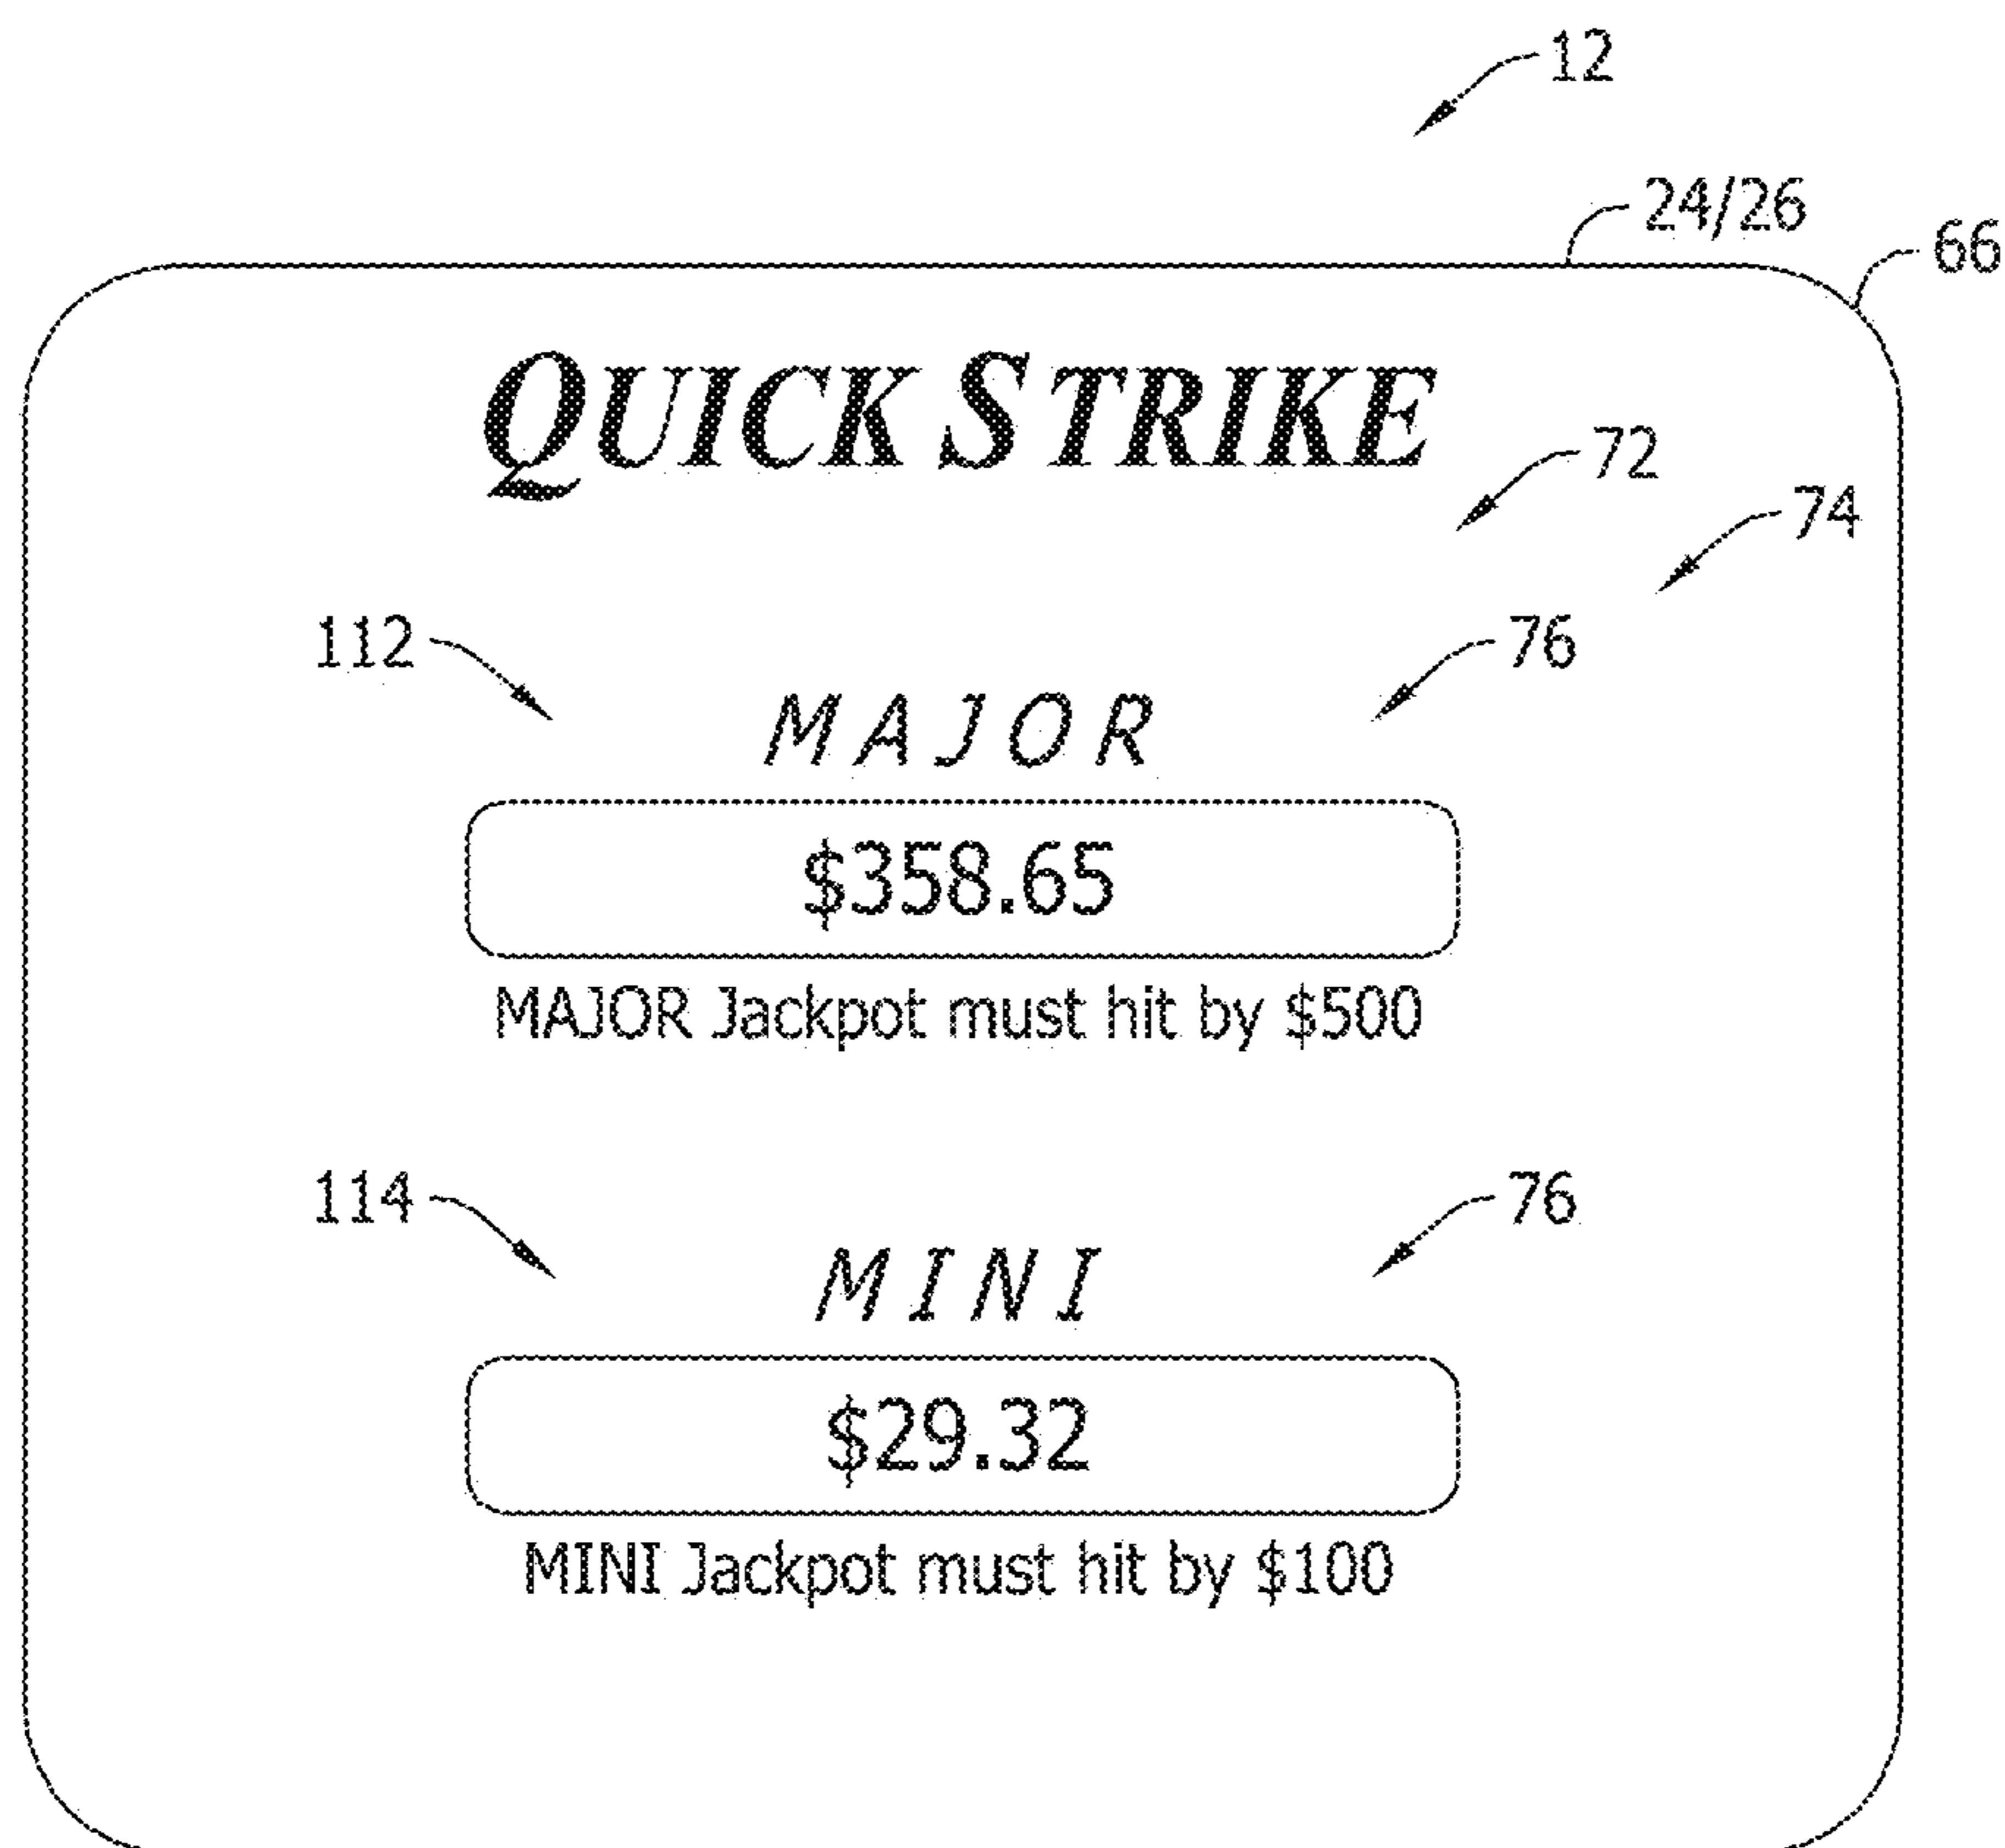 12
24/26
66
QUICK STRIKE
72
74
112
76
MAJOR
$358.65
MAJOR Jackpot must hit by $500
114
76
MINI
$29.32
MINI Jackpot must hit by $100